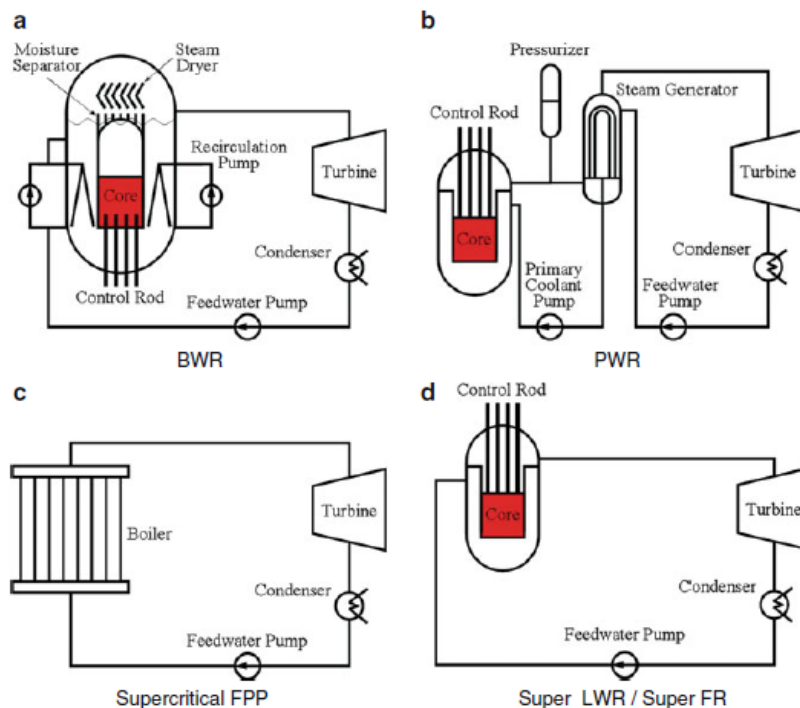 a
Moisture
Separator
Steam
Dryer
Recirculation
Pump
Core
Turbine
Condenser
Control Rod
Feedwater Pump
BWR
b
Pressurizer
Steam Generator
Control Rod
Turbine
Core
Condenser
Primary
Coolant
Pump
Feedwater
Pump
PWR
c
Boiler
Turbine
Condenser
Feedwater Pump
Supercritical FPP
d
Control Rod
Core
Turbine
Condenser
Feedwater Pump
Super LWR / Super FR